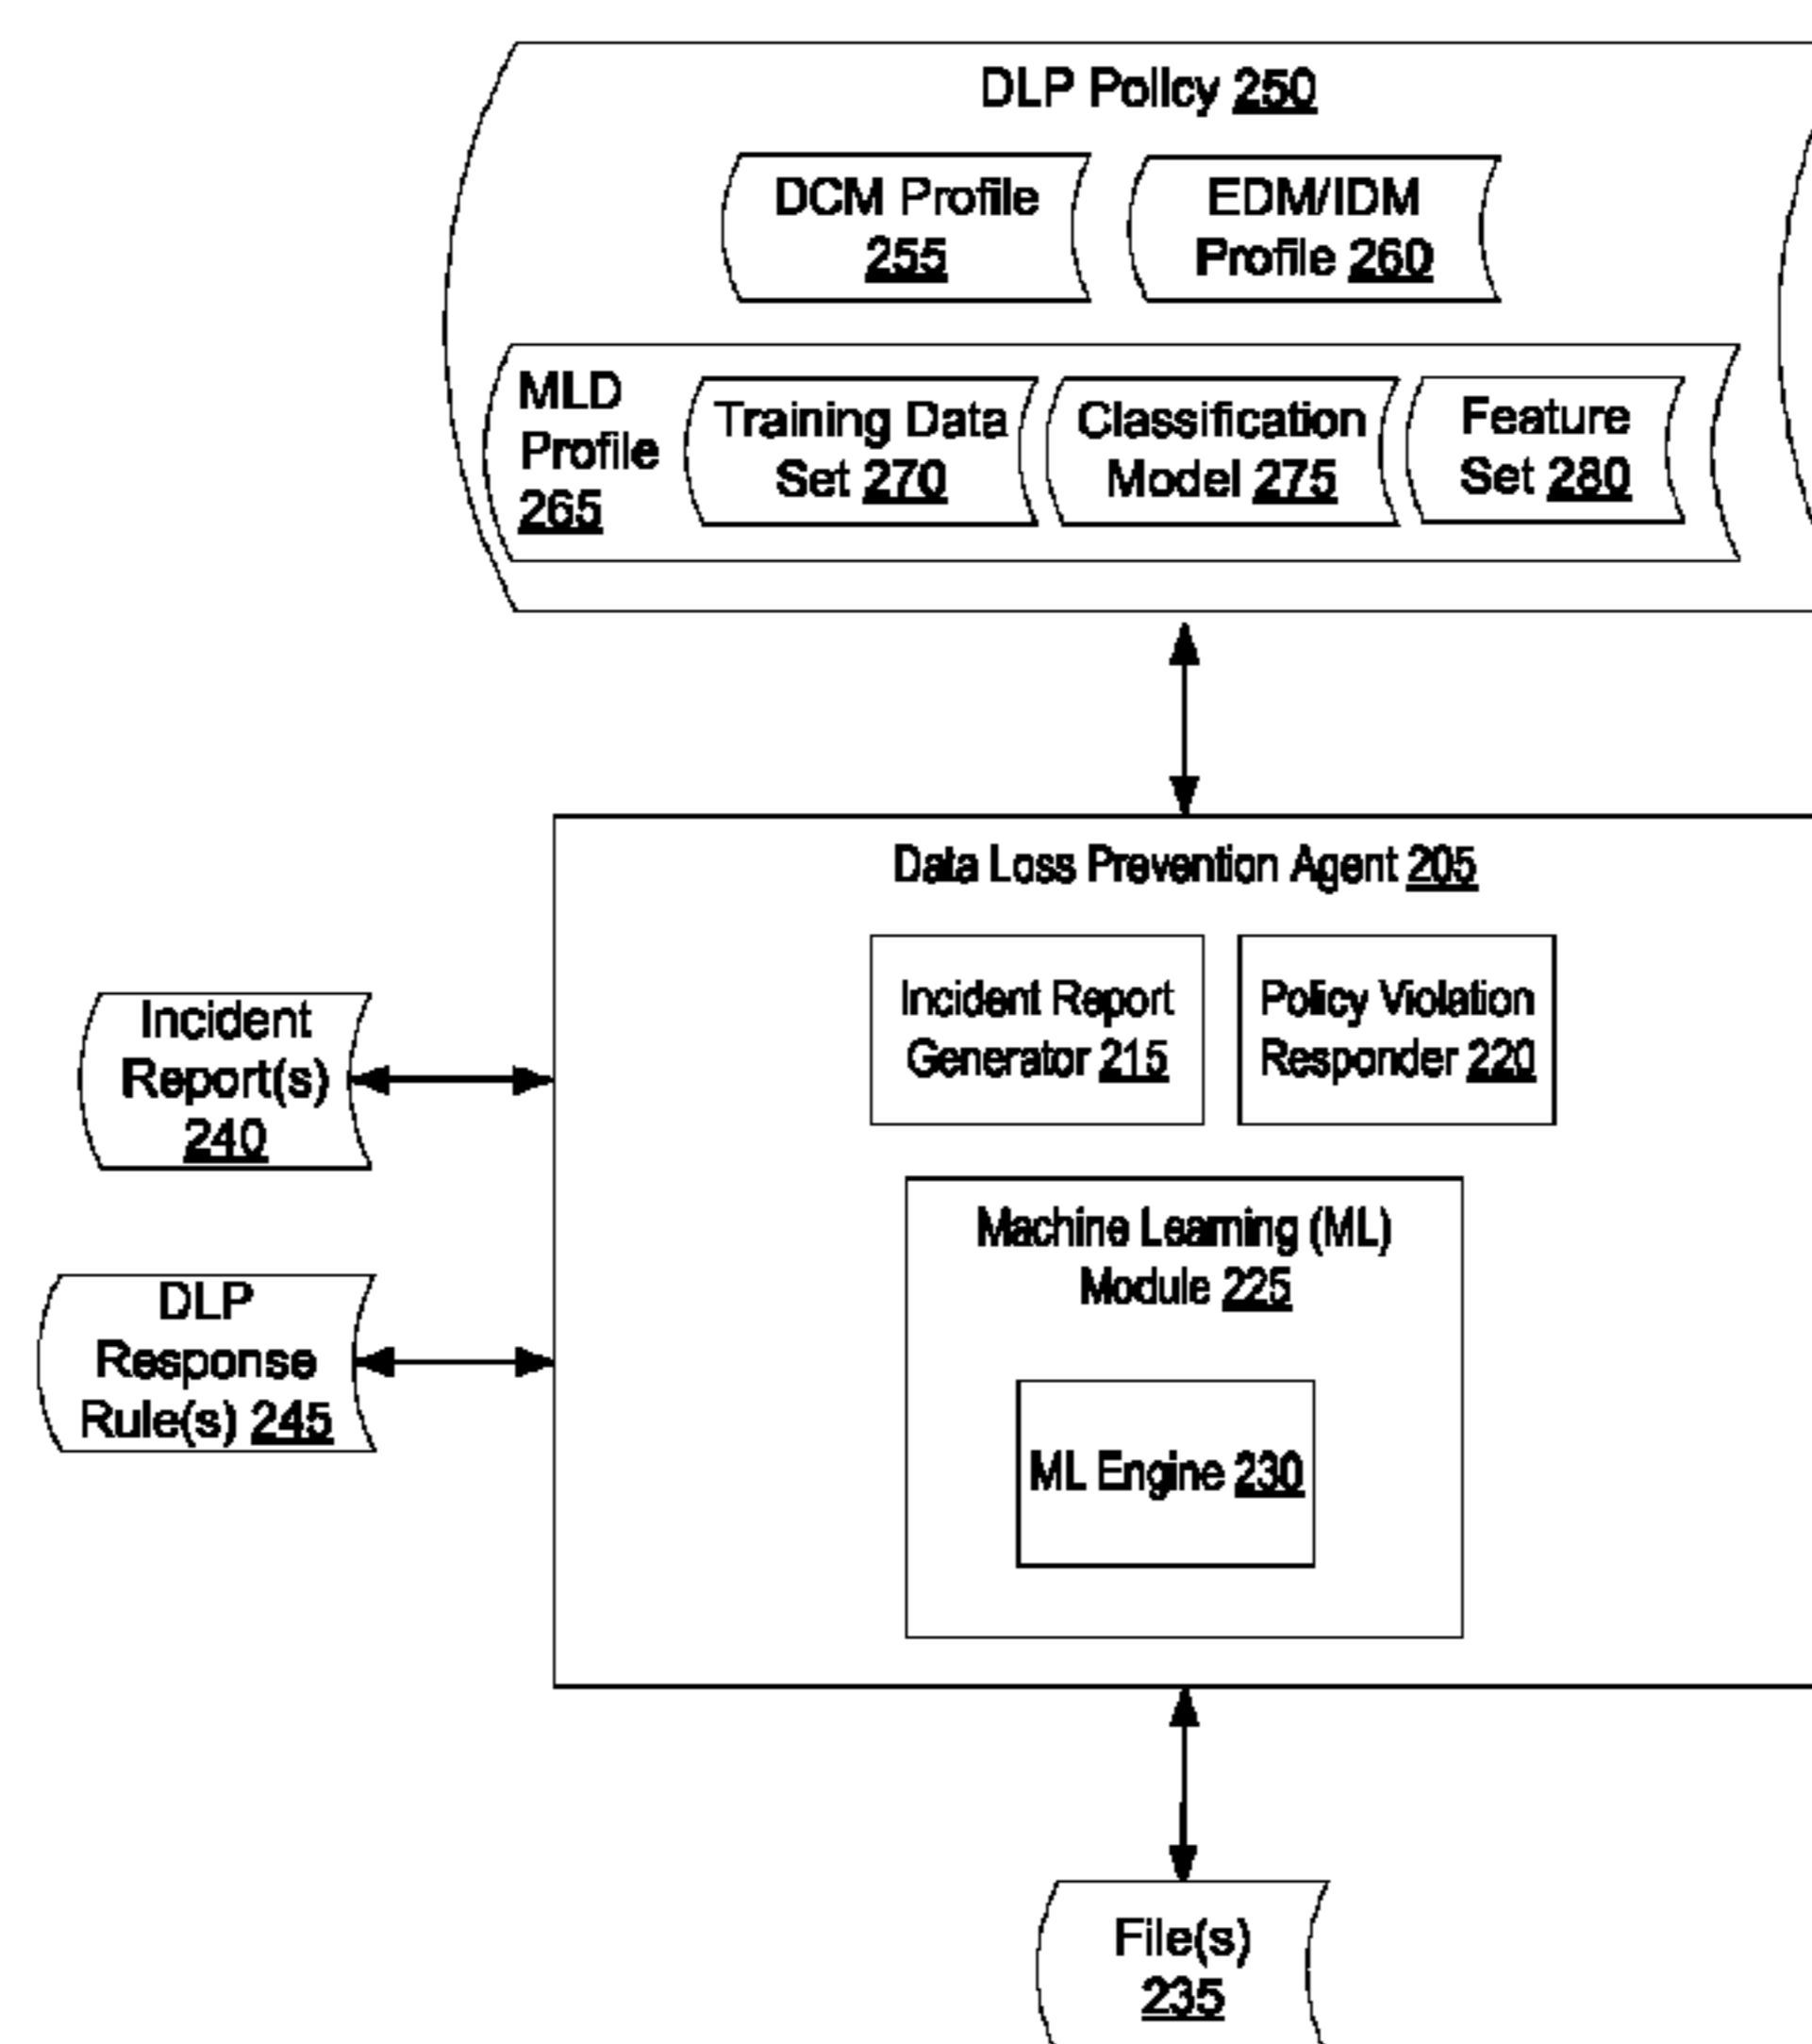 DLP Policy 250
DCM Profile
255
EDM/IDM
Profile 260
MLD
Profile
265
Training Data
Set 270
Classification
Model 275
Feature
Set 280
Data Loss Prevention Agent 205
Incident Report
Generator 215
Policy Violation
Responder 220
Incident
Report(s)
240
Machine Learning (ML)
Module 225
DLP
Response
Rule(s) 245
ML Engine 230
File(s)
235